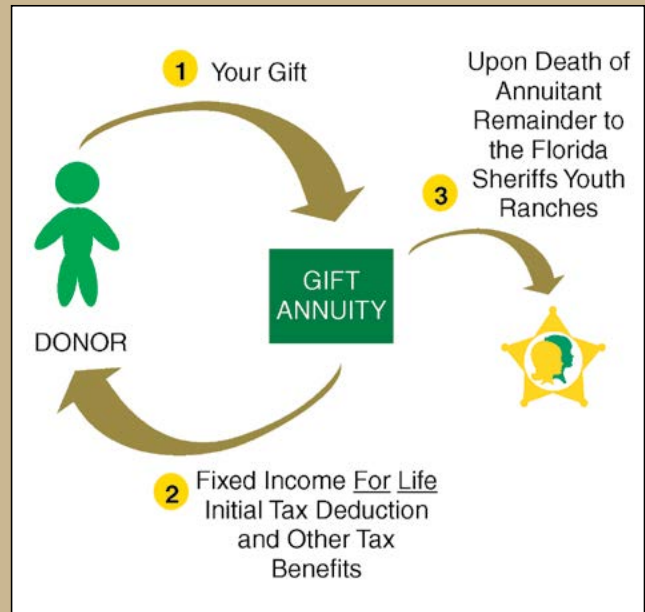 1 Your Gift
DONOR
GIFT
ANNUITY
2 Fixed Income For Life
Initial Tax Deduction
and Other Tax
Benefits
3
Upon Death of
Annuitant
Remainder to
the Florida
Sheriffs Youth
Ranches